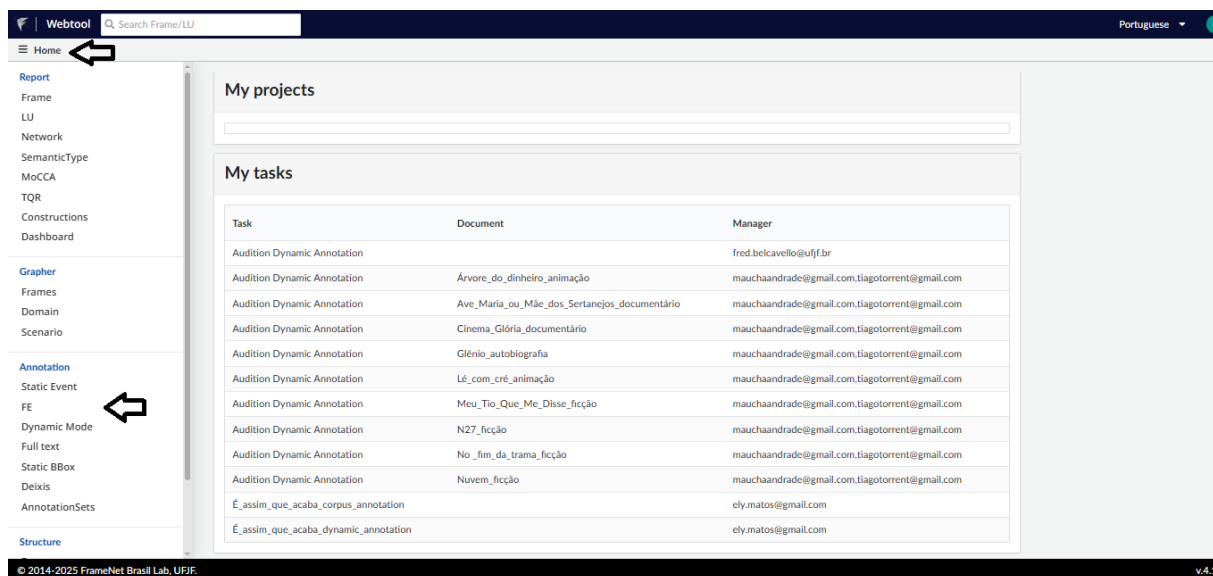 Webtool Search Frame/LU Portuguese
Home
Report
Frame
LU
Network
SemanticType
MoCCA
TQR
Constructions
Dashboard
Grapher
Frames
Domain
Scenario
Annotation
Static Event
FE
Dynamic Mode
Full text
Static BBox
Deixis
AnnotationSets
Structure
My projects
My tasks
Task Document Manager
Audition Dynamic Annotation fred.belcavello@ufjf.br
Audition Dynamic Annotation Árvore_do_dinheiro_animação mauchaandrade@gmail.com,tiagotorrent@gmail.com
Audition Dynamic Annotation Ave_Maria_ou_Mãe_dos_Sertanejos_documentário mauchaandrade@gmail.com,tiagotorrent@gmail.com
Audition Dynamic Annotation Cinema_Glória_documentário mauchaandrade@gmail.com,tiagotorrent@gmail.com
Audition Dynamic Annotation Glênio_autobiografia mauchaandrade@gmail.com,tiagotorrent@gmail.com
Audition Dynamic Annotation Lé_com_cré_animação mauchaandrade@gmail.com,tiagotorrent@gmail.com
Audition Dynamic Annotation Meu_Tio_Que_Me_Disse_ficção mauchaandrade@gmail.com,tiagotorrent@gmail.com
Audition Dynamic Annotation N27_ficção mauchaandrade@gmail.com,tiagotorrent@gmail.com
Audition Dynamic Annotation No _fim_da_trama_ficção mauchaandrade@gmail.com,tiagotorrent@gmail.com
Audition Dynamic Annotation Nuvem_ficção mauchaandrade@gmail.com,tiagotorrent@gmail.com
É_assim_que_acaba_corpus_annotation ely.matos@gmail.com
É_assim_que_acaba_dynamic_annotation ely.matos@gmail.com
© 2014-2025 FrameNet Brasil Lab, UFJF. v.4.